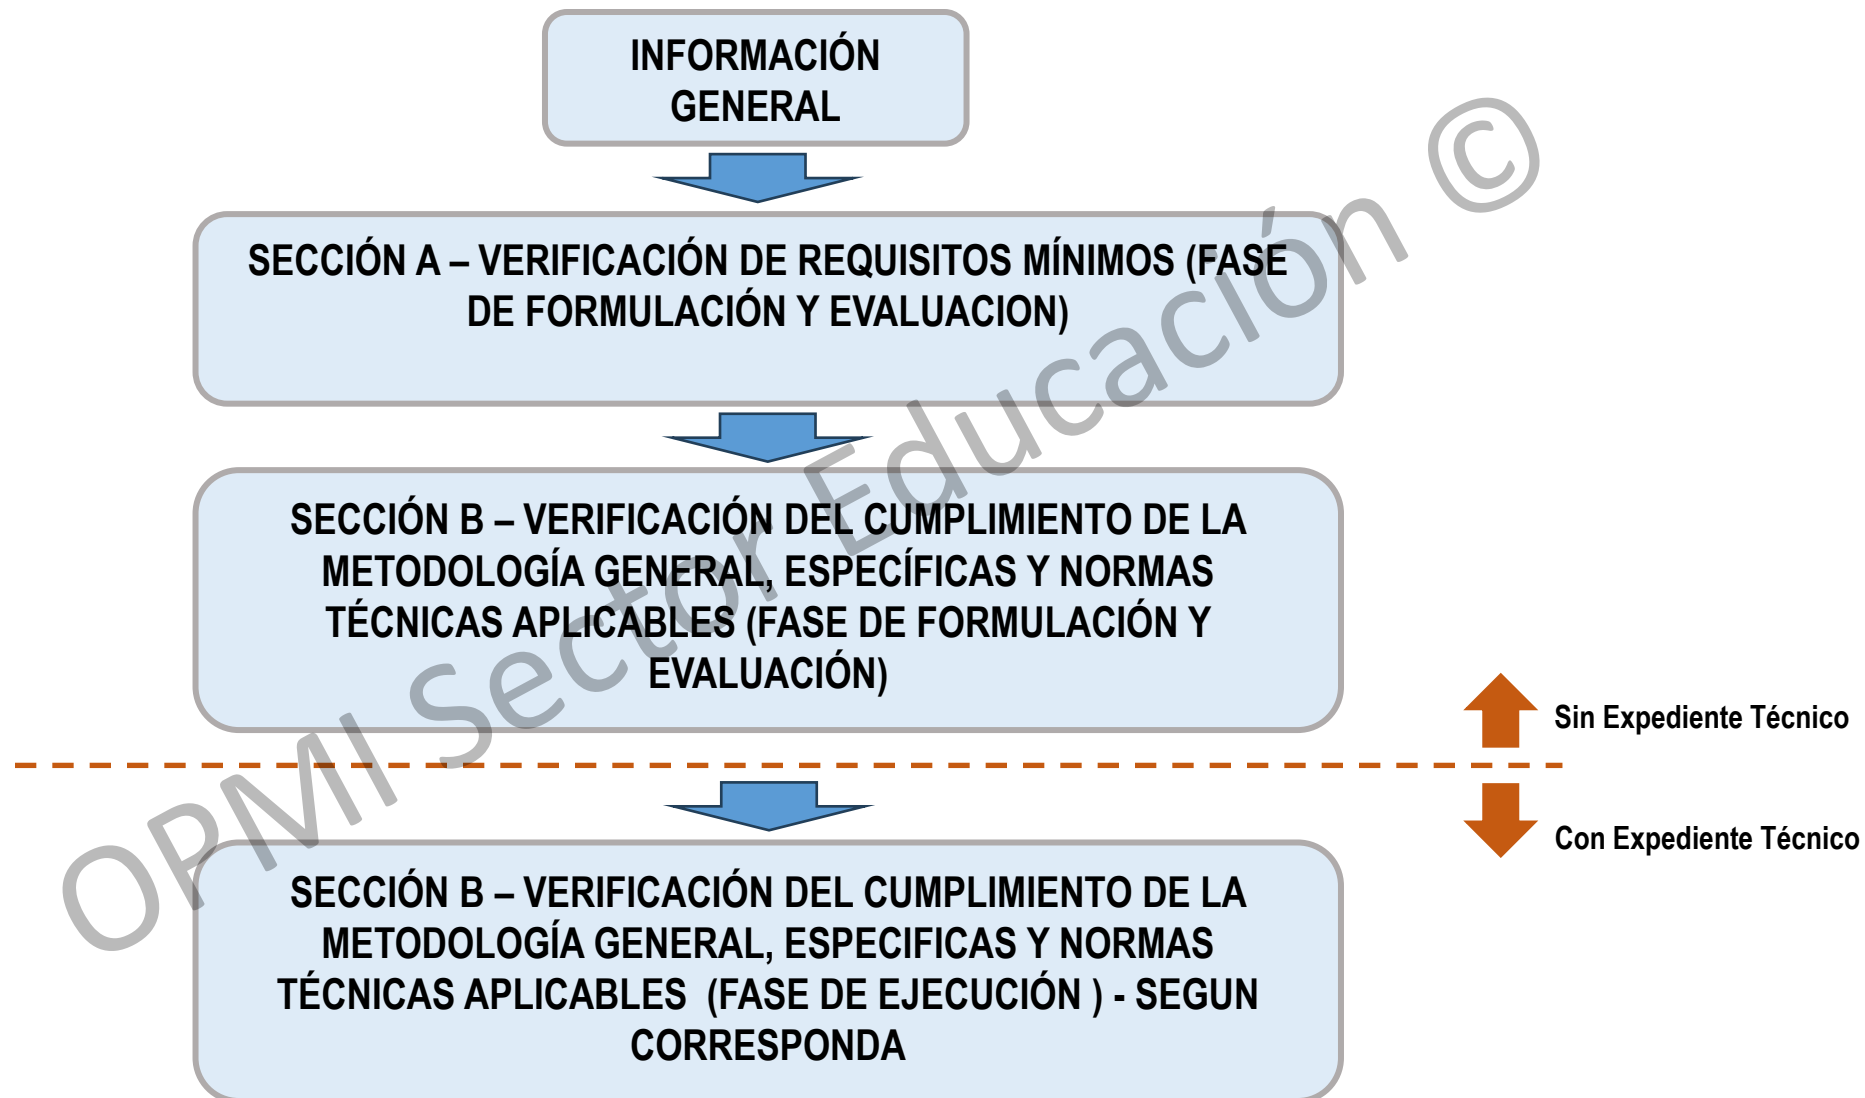 INFORMACIÓN
GENERAL
SECCIÓN A – VERIFICACIÓN DE REQUISITOS MÍNIMOS (FASE
DE FORMULACIÓN Y EVALUACION)
SECCIÓN B – VERIFICACIÓN DEL CUMPLIMIENTO DE LA
METODOLOGÍA GENERAL, ESPECÍFICAS Y NORMAS
TÉCNICAS APLICABLES (FASE DE FORMULACIÓN Y
EVALUACIÓN)
Sin Expediente Técnico
Con Expediente Técnico
SECCIÓN B – VERIFICACIÓN DEL CUMPLIMIENTO DE LA
METODOLOGÍA GENERAL, ESPECIFICAS Y NORMAS
TÉCNICAS APLICABLES (FASE DE EJECUCIÓN ) - SEGUN
CORRESPONDA
OPMI Sector Educación ©